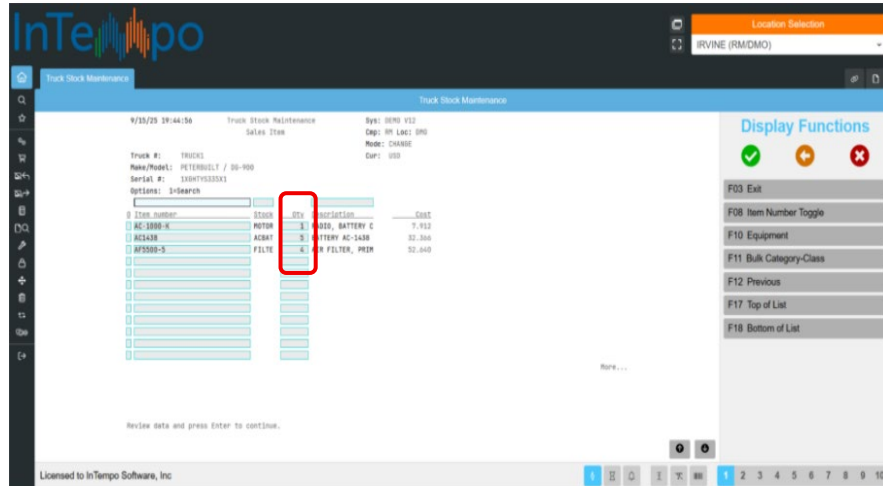 InTempo
Location Selection
IRVINE (RM/DMO)
Truck Stock Maintenance
Truck Stock Maintenance
9/15/25 19:44:56 Truck Stock Maintenance Sys: DEMO V12
Sales Item Cmp: RM Loc: DMO
Mode: CHANGE
Truck #: TRUCK1 Cur: USD
Make/Model: PETERBUILT / DG-900
Serial #: 1XGHTYS335X1
Options: 1=Search
O Item number Stock Qty Description Cost
AC-1000-K MOTOR 1 RADIO, BATTERY C 7.912
AC1438 ACBAT 5 BATTERY AC-1438 32.366
AF5500-5 FILTE 4 AIR FILTER, PRIM 52.640
More...
Review data and press Enter to continue.
Display Functions
F03 Exit
F08 Item Number Toggle
F10 Equipment
F11 Bulk Category-Class
F12 Previous
F17 Top of List
F18 Bottom of List
Licensed to InTempo Software, Inc
1 2 3 4 5 6 7 8 9 10